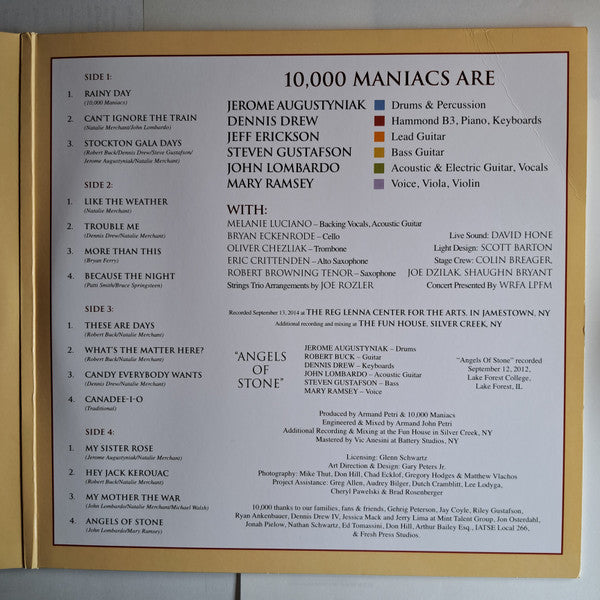 SIDE 1:
1. RAINY DAY
(10,000 Maniacs)
2. CAN'T IGNORE THE TRAIN
(Natalie Merchant/John Lombardo)
3. STOCKTON GALA DAYS
(Robert Buck/Dennis Drew/Steve Gustafson/
Jerome Augustyniak/Natalie Merchant)
SIDE 2:
1. LIKE THE WEATHER
(Natalie Merchant)
2. TROUBLE ME
(Dennis Drew/Natalie Merchant)
3. MORE THAN THIS
(Bryan Ferry)
4. BECAUSE THE NIGHT
(Patti Smith/Bruce Springsteen)
SIDE 3:
1. THESE ARE DAYS
(Robert Buck/Natalie Merchant)
2. WHAT'S THE MATTER HERE?
(Robert Buck/Natalie Merchant)
3. CANDY EVERYBODY WANTS
(Dennis Drew/Natalie Merchant)
4. CANADEE-I-O
(Traditional)
SIDE 4:
1. MY SISTER ROSE
(Jerome Augustyniak/Natalie Merchant)
2. HEY JACK KEROUAC
(Robert Buck/Natalie Merchant)
3. MY MOTHER THE WAR
(John Lombardo/Natalie Merchant/Michael Walsh)
4. ANGELS OF STONE
(John Lombardo/Mary Ramsey)
10,000 MANIACS ARE
JEROME AUGUSTYNIAK Drums & Percussion
DENNIS DREW Hammond B3, Piano, Keyboards
JEFF ERICKSON Lead Guitar
STEVEN GUSTAFSON Bass Guitar
JOHN LOMBARDO Acoustic & Electric Guitar, Vocals
MARY RAMSEY Voice, Viola, Violin
WITH:
MELANIE LUCIANO – Backing Vocals, Acoustic Guitar
BRYAN ECKENRODE – Cello
OLIVER CHEZLIAK – Trombone
ERIC CRITTENDEN – Alto Saxophone
ROBERT BROWNING TENOR – Saxophone
Strings Trio Arrangements by JOE ROZLER
Live Sound: DAVID HONE
Light Design: SCOTT BARTON
Stage Crew: COLIN BREAGER,
JOE DZILAK, SHAUGHN BRYANT
Concert Presented By WRFA LPFM
Recorded September 13, 2014 at THE REG LENNA CENTER FOR THE ARTS. IN JAMESTOWN, NY
Additional recording and mixing at THE FUN HOUSE, SILVER CREEK, NY
"ANGELS
OF
STONE"
JEROME AUGUSTYNIAK – Drums
ROBERT BUCK – Guitar
DENNIS DREW – Keyboards
JOHN LOMBARDO – Acoustic Guitar
STEVEN GUSTAFSON – Bass
MARY RAMSEY – Voice
"Angels Of Stone" recorded
September 12, 2012,
Lake Forest College,
Lake Forest, IL
Produced by Armand Petri & 10,000 Maniacs
Engineered & Mixed by Armand John Petri
Additional Recording & Mixing at the Fun House in Silver Creek, NY
Mastered by Vic Anesini at Battery Studios, NY
Licensing: Glenn Schwartz
Art Direction & Design: Gary Peters Jr.
Photography: Mike Thut, Don Hill, Chad Ecklof, Gregory Hodges & Matthew Vlachos
Project Assistance: Greg Allen, Audrey Bilger, Dutch Cramblitt, Lee Lodyga,
Cheryl Pawelski & Brad Rosenberger
10,000 thanks to our families, fans & friends, Gehrig Peterson, Jay Coyle, Riley Gustafson,
Ryan Ankenbauer, Dennis Drew IV, Jessica Mack and Jerry Lima at Mint Talent Group, Jon Osterdahl,
Jonah Pielow, Nathan Schwartz, Ed Tomassini, Don Hill, Arthur Bailey Esq., IATSE Local 266,
& Fresh Press Studios.